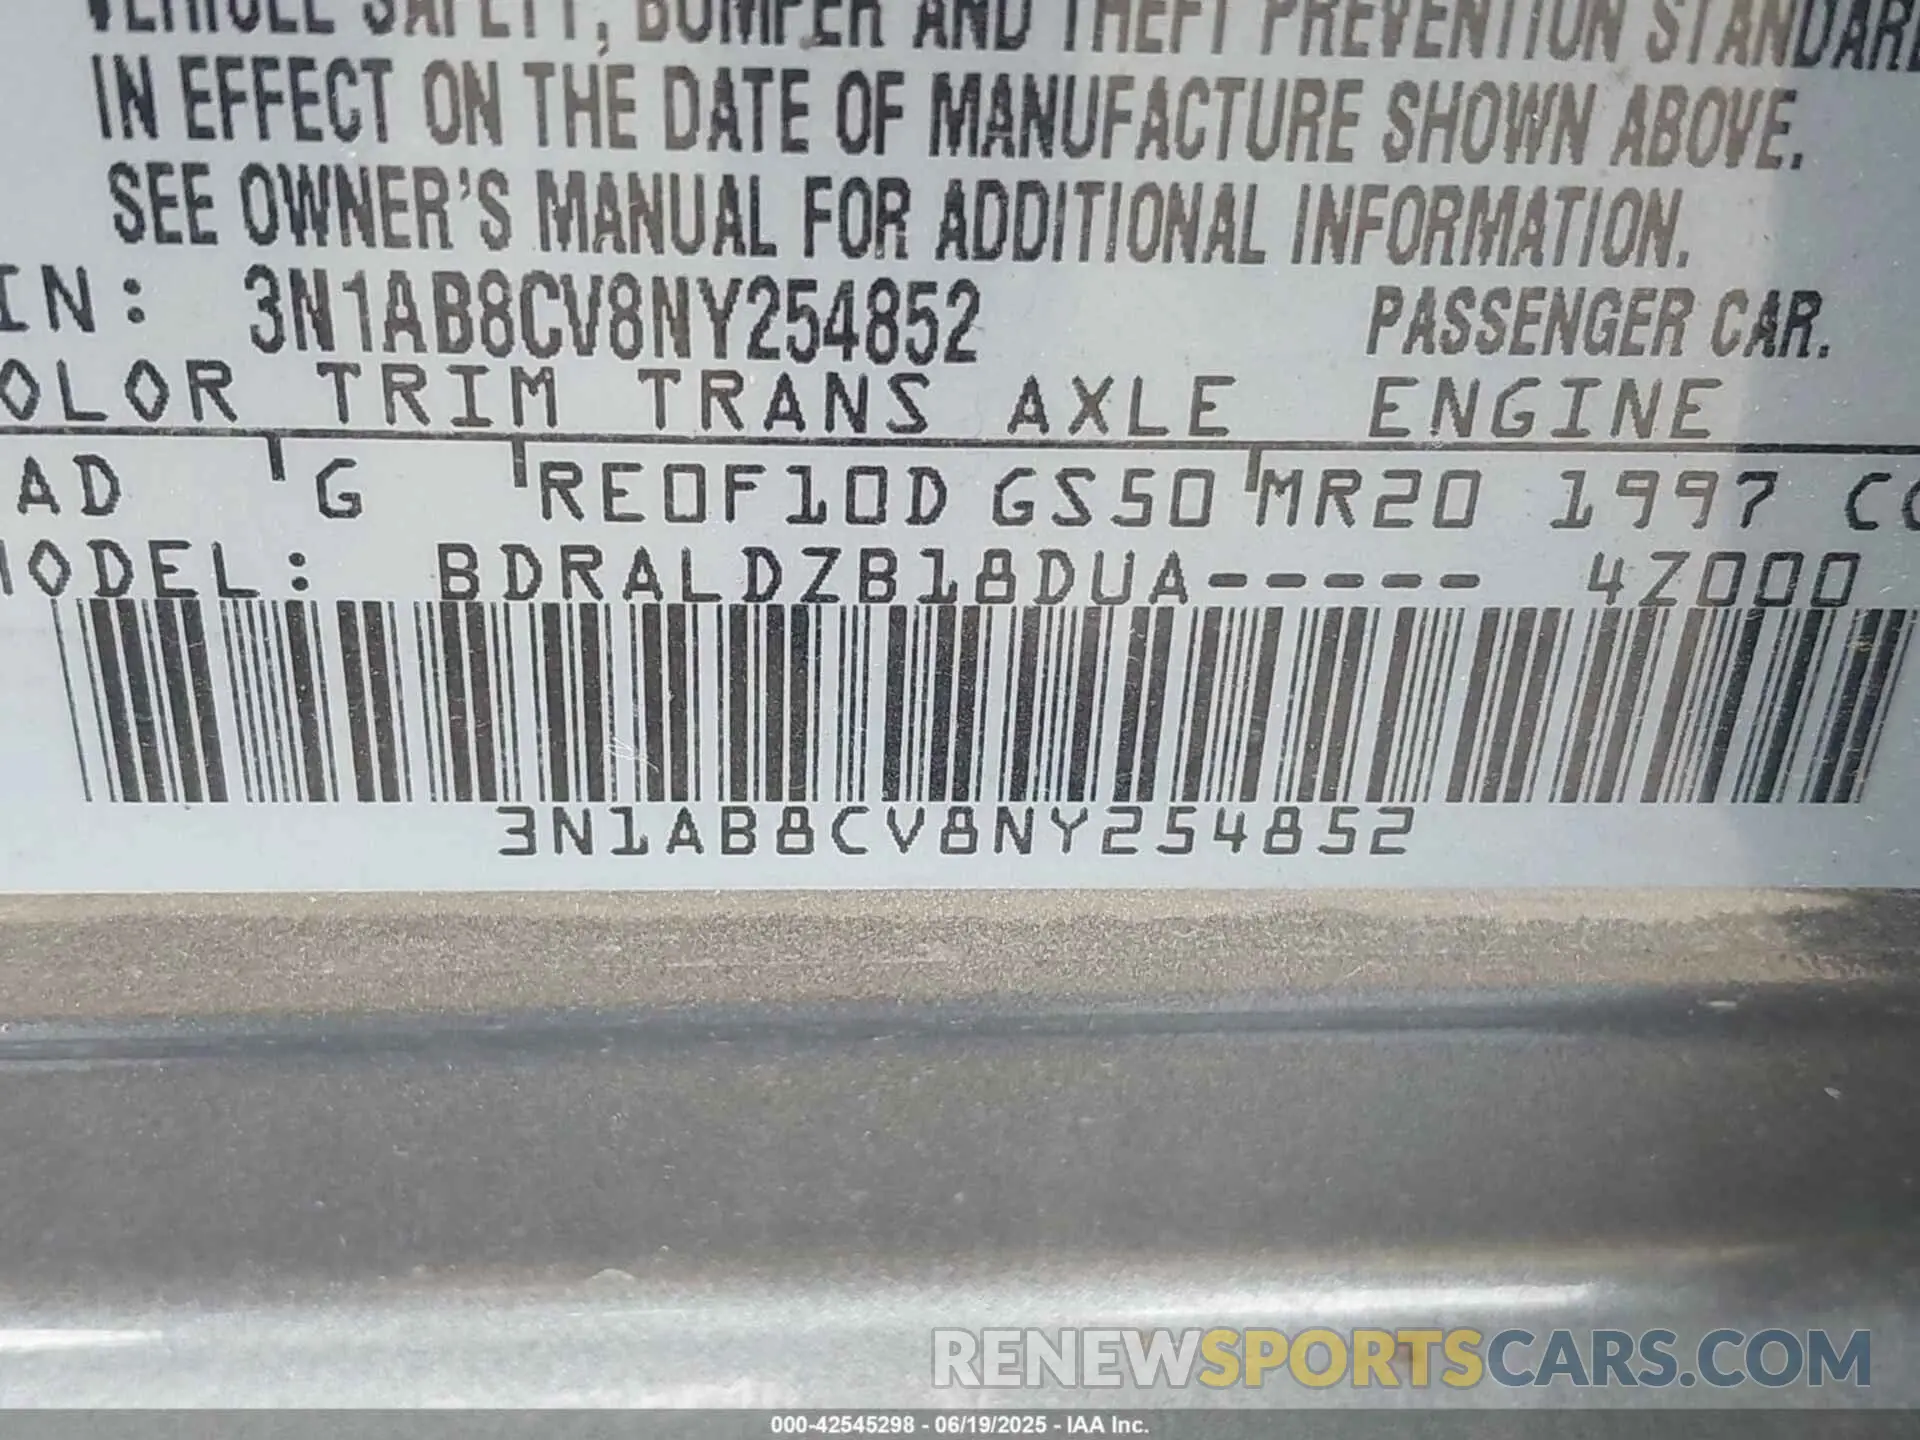 VEHICLE SAFETY, BUMPER AND THEFT PREVENTION STANDARD
IN EFFECT ON THE DATE OF MANUFACTURE SHOWN ABOVE.
SEE OWNER'S MANUAL FOR ADDITIONAL INFORMATION.
IN: 3N1AB8CV8NY254852 PASSENGER CAR.
OLOR TRIM TRANS AXLE ENGINE
AD G RE0F10D GS50 MR20 1997 CC
MODEL: BDRALDZB18DUA----- 4Z000
3N1AB8CV8NY254852
RENEWSPORTSCARS.COM
000-42545298 - 06/19/2025 - IAA Inc.